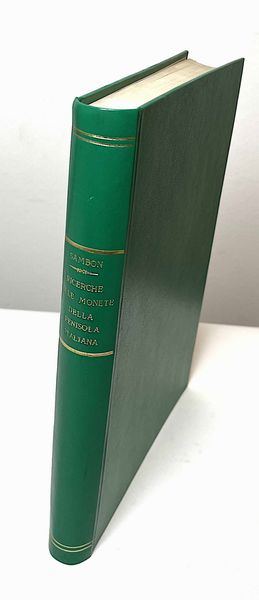 SAMBON
RICERCHE
LE MONETE
DELLA
PENISOLA
ITALIANA